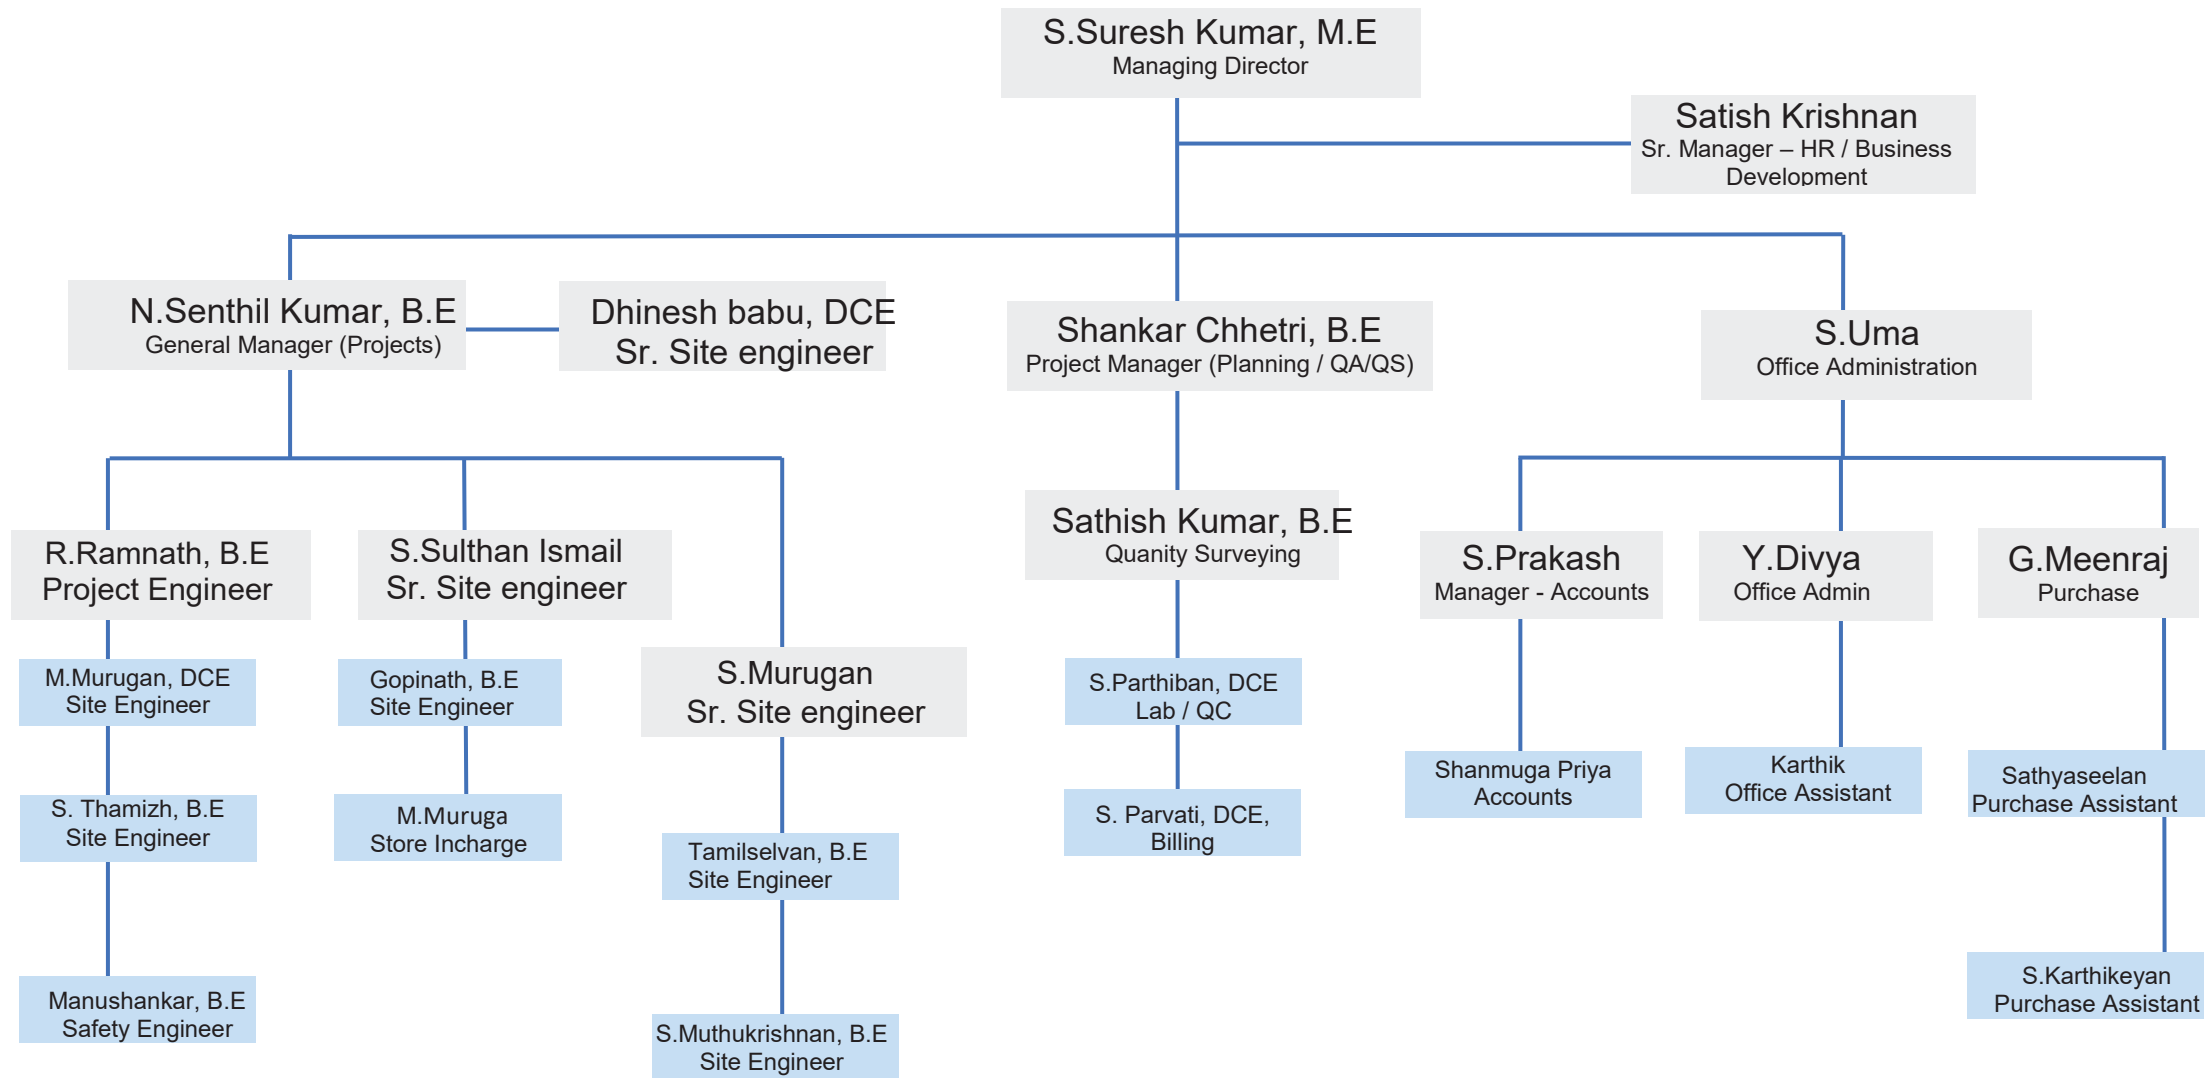 S.Suresh Kumar, M.E
Managing Director
Satish Krishnan
Sr. Manager – HR / Business
Development
N.Senthil Kumar, B.E
General Manager (Projects)
Dhinesh babu, DCE
Sr. Site engineer
Shankar Chhetri, B.E
Project Manager (Planning / QA/QS)
S.Uma
Office Administration
R.Ramnath, B.E
Project Engineer
S.Sulthan Ismail
Sr. Site engineer
Sathish Kumar, B.E
Quanity Surveying
S.Prakash
Manager - Accounts
Y.Divya
Office Admin
G.Meenraj
Purchase
M.Murugan, DCE
Site Engineer
Gopinath, B.E
Site Engineer
S.Murugan
Sr. Site engineer
S.Parthiban, DCE
Lab / QC
Shanmuga Priya
Accounts
Karthik
Office Assistant
Sathyaseelan
Purchase Assistant
S. Thamizh, B.E
Site Engineer
M.Muruga
Store Incharge
S. Parvati, DCE,
Billing
Tamilselvan, B.E
Site Engineer
Manushankar, B.E
Safety Engineer
S.Karthikeyan
Purchase Assistant
S.Muthukrishnan, B.E
Site Engineer